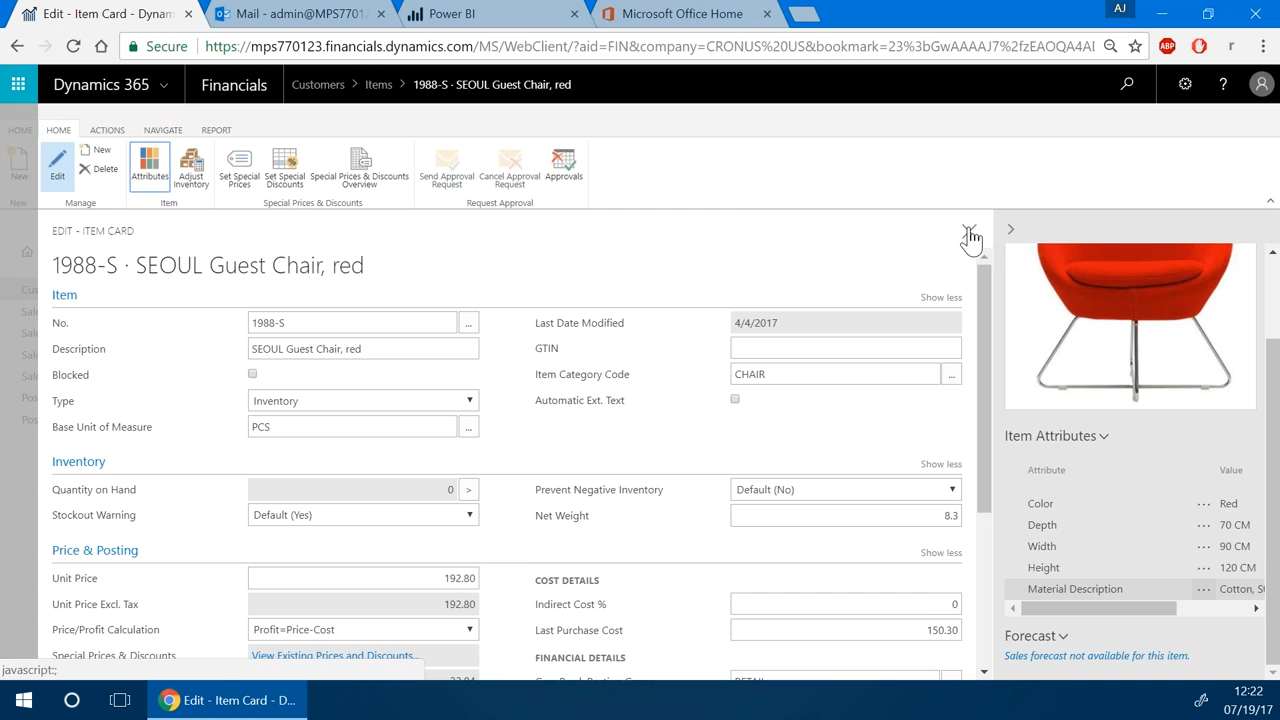 Edit - Item Card - Dynam
Mail - admin@MPS7701
Power BI
Microsoft Office Home
AJ
Secure
https://mps770123.financials.dynamics.com/MS/WebClient/?aid=FIN&company=CRONUS%20US&bookmark=23%3bGwAAAAJ7%2fzEAOQA4AD
ABP
r
Dynamics 365
Financials
Customers > Items > 1988-S · SEOUL Guest Chair, red
?
HOME
HOME
ACTIONS
NAVIGATE
REPORT
New
New
Edit
New
Delete
Attributes
Adjust Inventory
Set Special Prices
Set Special Discounts
Special Prices & Discounts Overview
Send Approval Request
Cancel Approval Request
Approvals
Manage
Item
Special Prices & Discounts
Request Approval
EDIT - ITEM CARD
1988-S · SEOUL Guest Chair, red
Item
Show less
No.
1988-S
...
Last Date Modified
4/4/2017
Description
SEOUL Guest Chair, red
GTIN
Blocked
Item Category Code
CHAIR
...
Type
Inventory
Automatic Ext. Text
Base Unit of Measure
PCS
...
Inventory
Show less
Quantity on Hand
0
>
Prevent Negative Inventory
Default (No)
Stockout Warning
Default (Yes)
Net Weight
8.3
Price & Posting
Show less
Unit Price
192.80
COST DETAILS
Unit Price Excl. Tax
192.80
Indirect Cost %
0
Price/Profit Calculation
Profit=Price-Cost
Last Purchase Cost
150.30
Special Prices & Discounts
View Existing Prices and Discounts...
FINANCIAL DETAILS
javascript:;
RETAIL
Item Attributes
Attribute
Value
Color
...
Red
Depth
...
70 CM
Width
...
90 CM
Height
...
120 CM
Material Description
...
Cotton, St
Forecast
Sales forecast not available for this item.
Edit - Item Card - D...
12:22
07/19/17